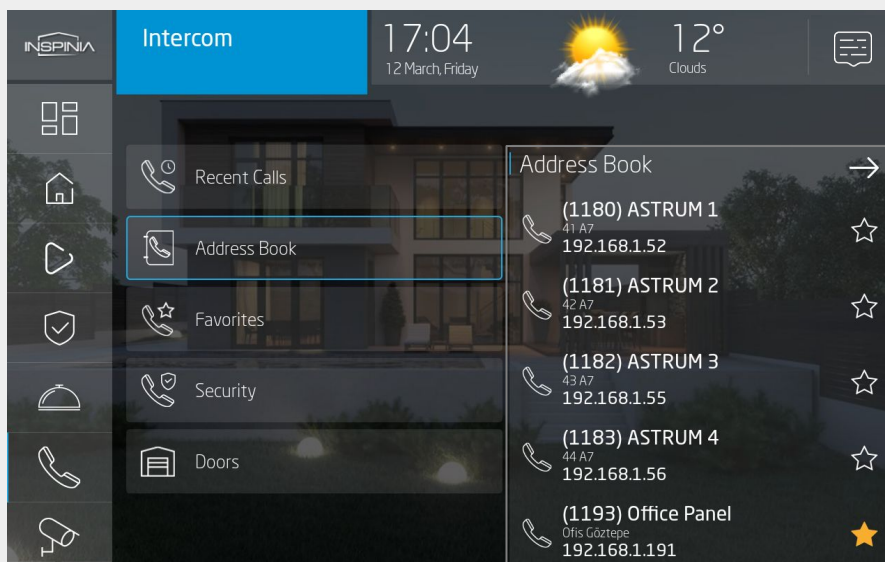 INSPINIA
Intercom
17:04
12 March, Friday
12°
Clouds
Recent Calls
Address Book
Favorites
Security
Doors
Address Book
(1180) ASTRUM 1
41 A7
192.168.1.52
(1181) ASTRUM 2
42 A7
192.168.1.53
(1182) ASTRUM 3
43 A7
192.168.1.55
(1183) ASTRUM 4
44 A7
192.168.1.56
(1193) Office Panel
Ofis Göztepe
192.168.1.191